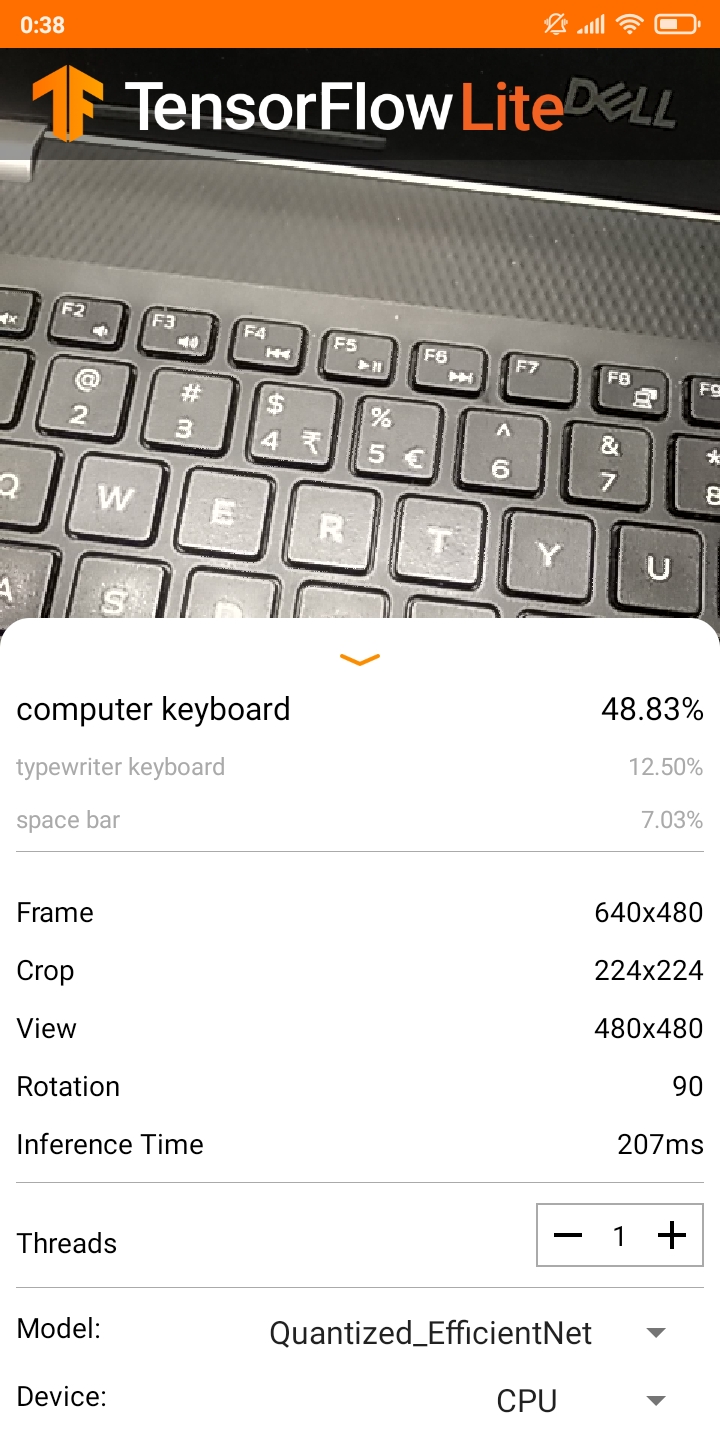 0:38
TensorFlow Lite
DELL
F2
F3
F4
F5
F6
F7
F8
F9
@
2
#
3
$
4 ₹
%
5 €
^
6
&
7
*
8
Q
W
E
R
T
Y
U
A
S
computer keyboard 48.83%
typewriter keyboard 12.50%
space bar 7.03%
Frame 640x480
Crop 224x224
View 480x480
Rotation 90
Inference Time 207ms
Threads − 1 +
Model: Quantized_EfficientNet
Device: CPU